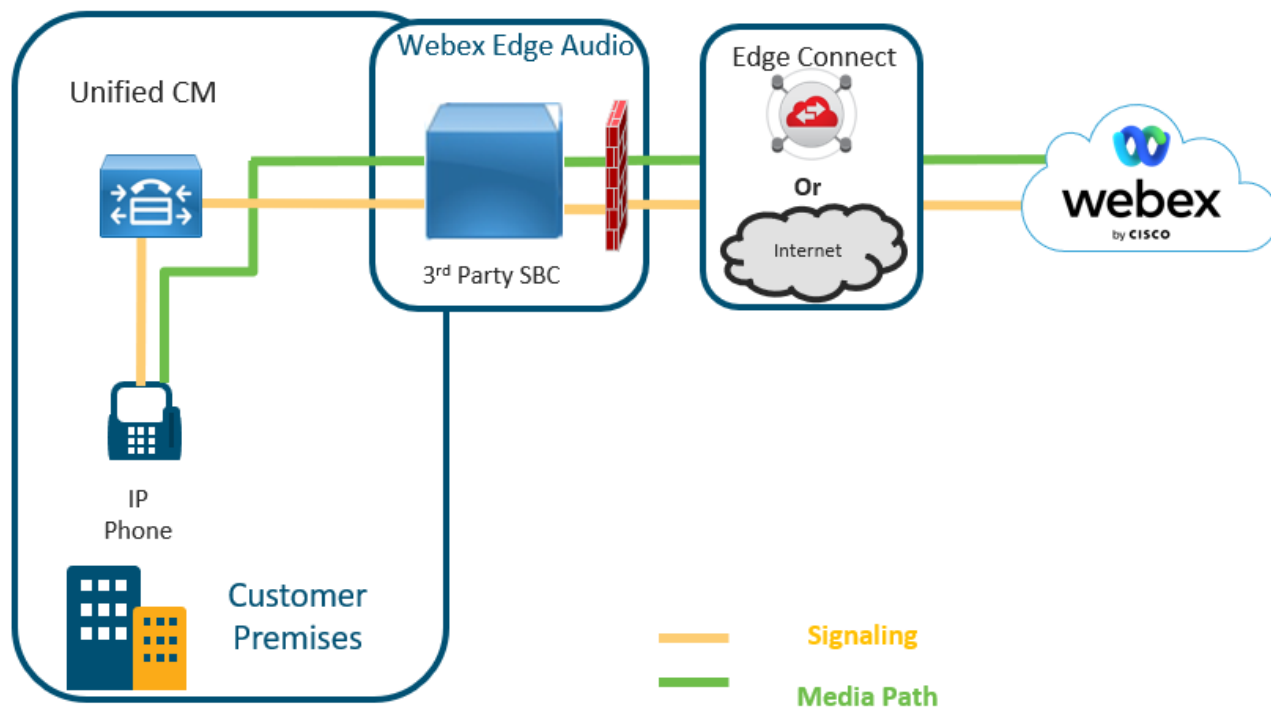 Webex Edge Audio
Edge Connect
Unified CM
Or
webex
by CISCO
Internet
3rd Party SBC
IP
Phone
Customer
Premises
Signaling
Media Path